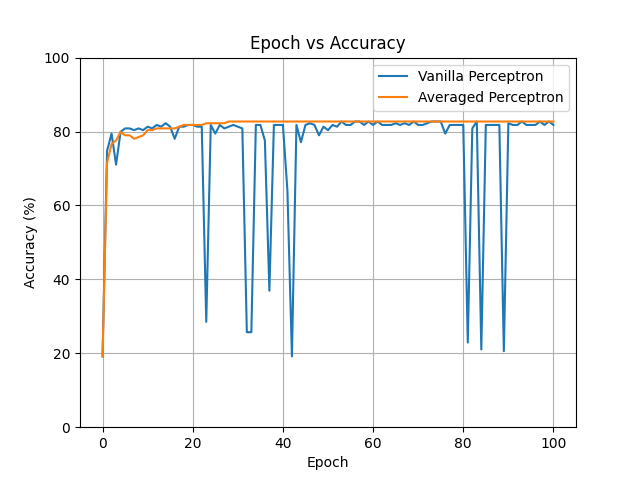 Epoch vs Accuracy
Vanilla Perceptron
Averaged Perceptron
Accuracy (%)
100
80
60
40
20
0
0 20 40 60 80 100
Epoch